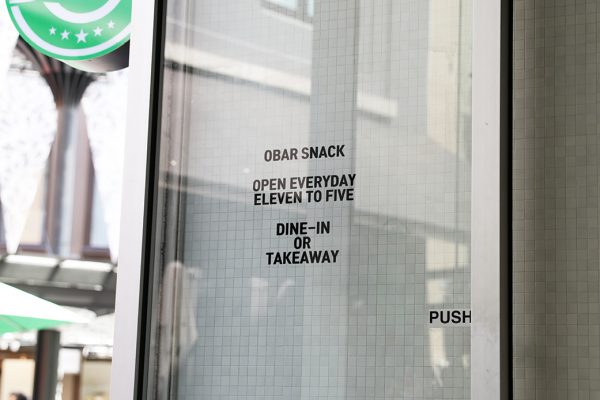 OBAR SNACK
OPEN EVERYDAY
ELEVEN TO FIVE
DINE-IN
OR
TAKEAWAY
PUSH